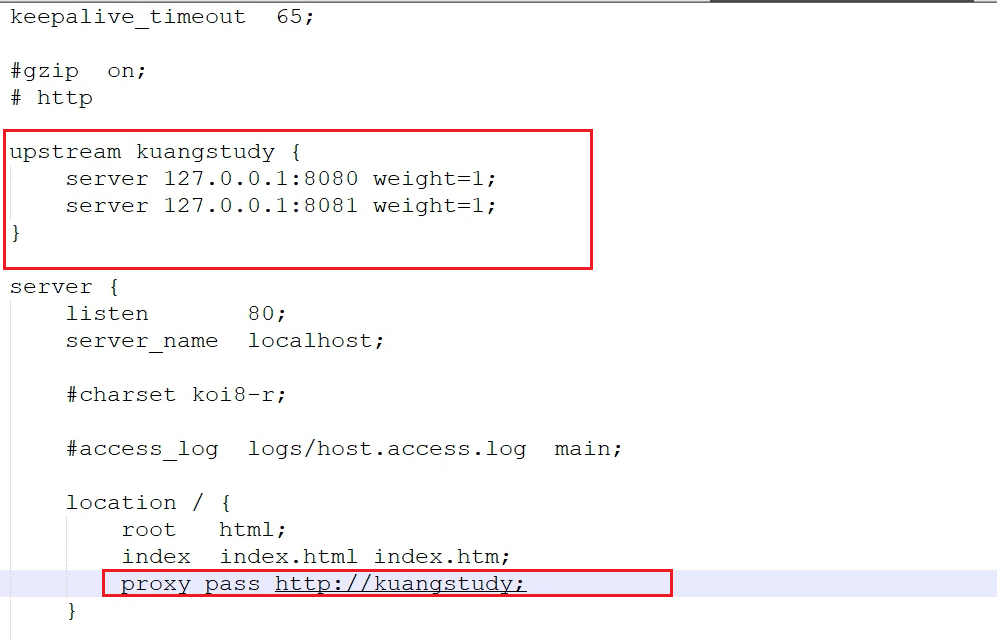 keepalive_timeout  65;
#gzip  on;
# http
upstream kuangstudy {
    server 127.0.0.1:8080 weight=1;
    server 127.0.0.1:8081 weight=1;
}
server {
    listen       80;
    server_name  localhost;
    #charset koi8-r;
    #access_log  logs/host.access.log  main;
    location / {
        root   html;
        index  index.html index.htm;
        proxy_pass http://kuangstudy;
    }